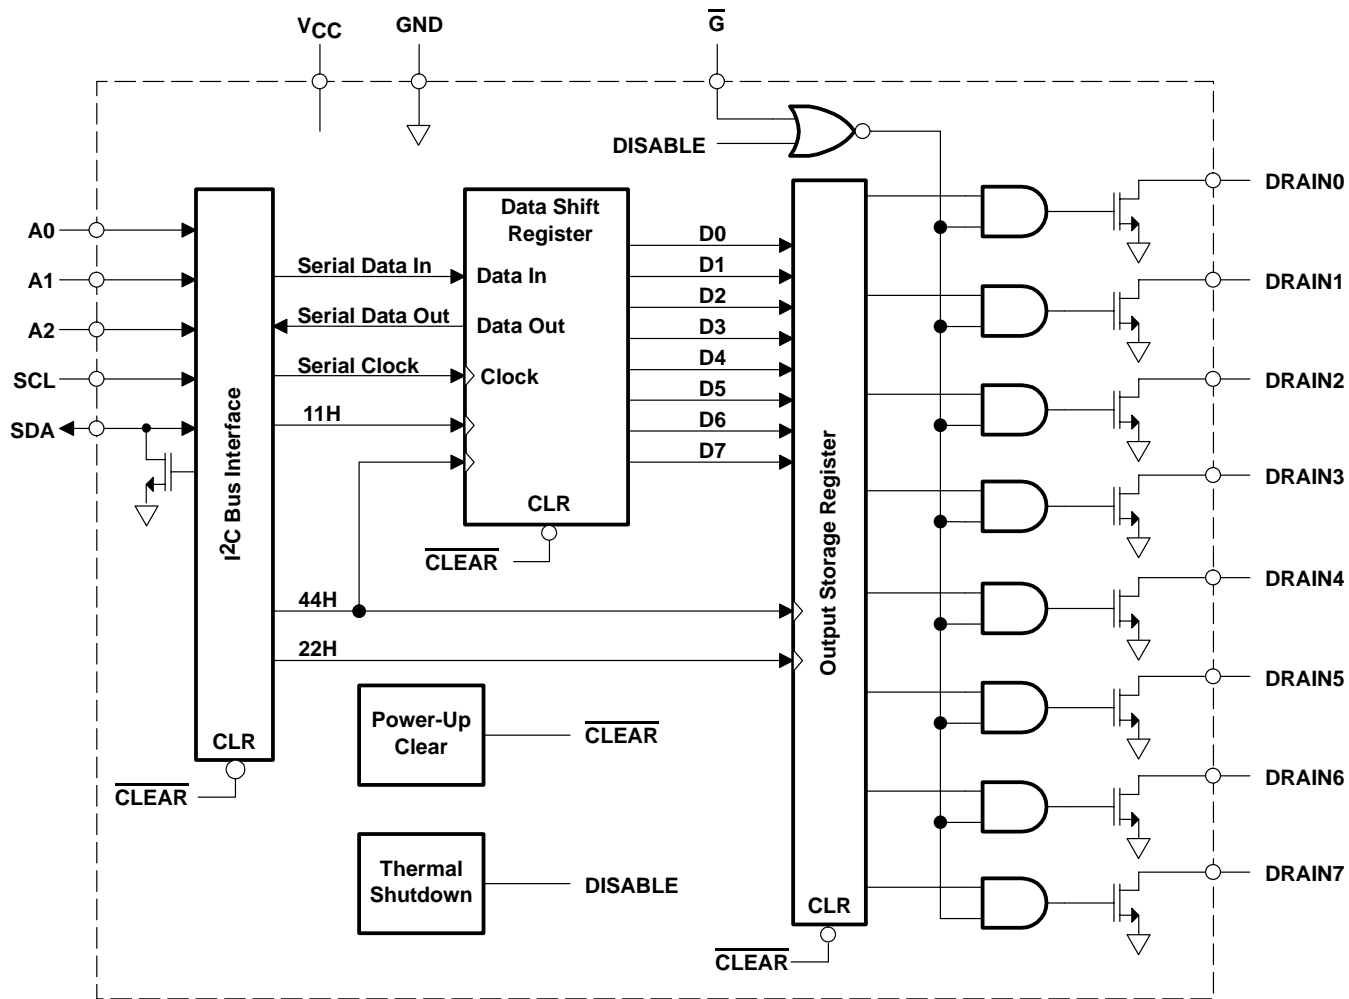 VCC
GND
G
DISABLE
A0
A1
A2
SCL
SDA
I2C Bus Interface
CLR
CLEAR
Serial Data In
Serial Data Out
Serial Clock
11H
44H
22H
Data Shift
Register
Data In
Data Out
Clock
CLR
CLEAR
D0
D1
D2
D3
D4
D5
D6
D7
Output Storage Register
CLR
CLEAR
Power-Up
Clear
CLEAR
Thermal
Shutdown
DISABLE
DRAIN0
DRAIN1
DRAIN2
DRAIN3
DRAIN4
DRAIN5
DRAIN6
DRAIN7